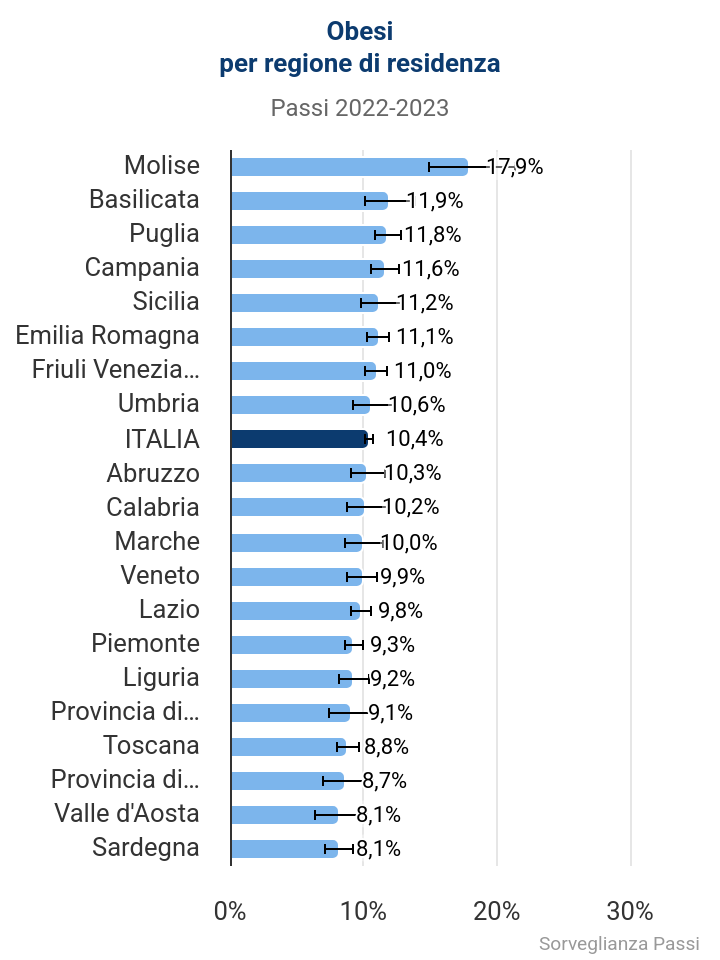 Obesi
per regione di residenza
Passi 2022-2023
Molise 17,9%
Basilicata 11,9%
Puglia 11,8%
Campania 11,6%
Sicilia 11,2%
Emilia Romagna 11,1%
Friuli Venezia... 11,0%
Umbria 10,6%
ITALIA 10,4%
Abruzzo 10,3%
Calabria 10,2%
Marche 10,0%
Veneto 9,9%
Lazio 9,8%
Piemonte 9,3%
Liguria 9,2%
Provincia di... 9,1%
Toscana 8,8%
Provincia di... 8,7%
Valle d'Aosta 8,1%
Sardegna 8,1%
0% 10% 20% 30%
Sorveglianza Passi